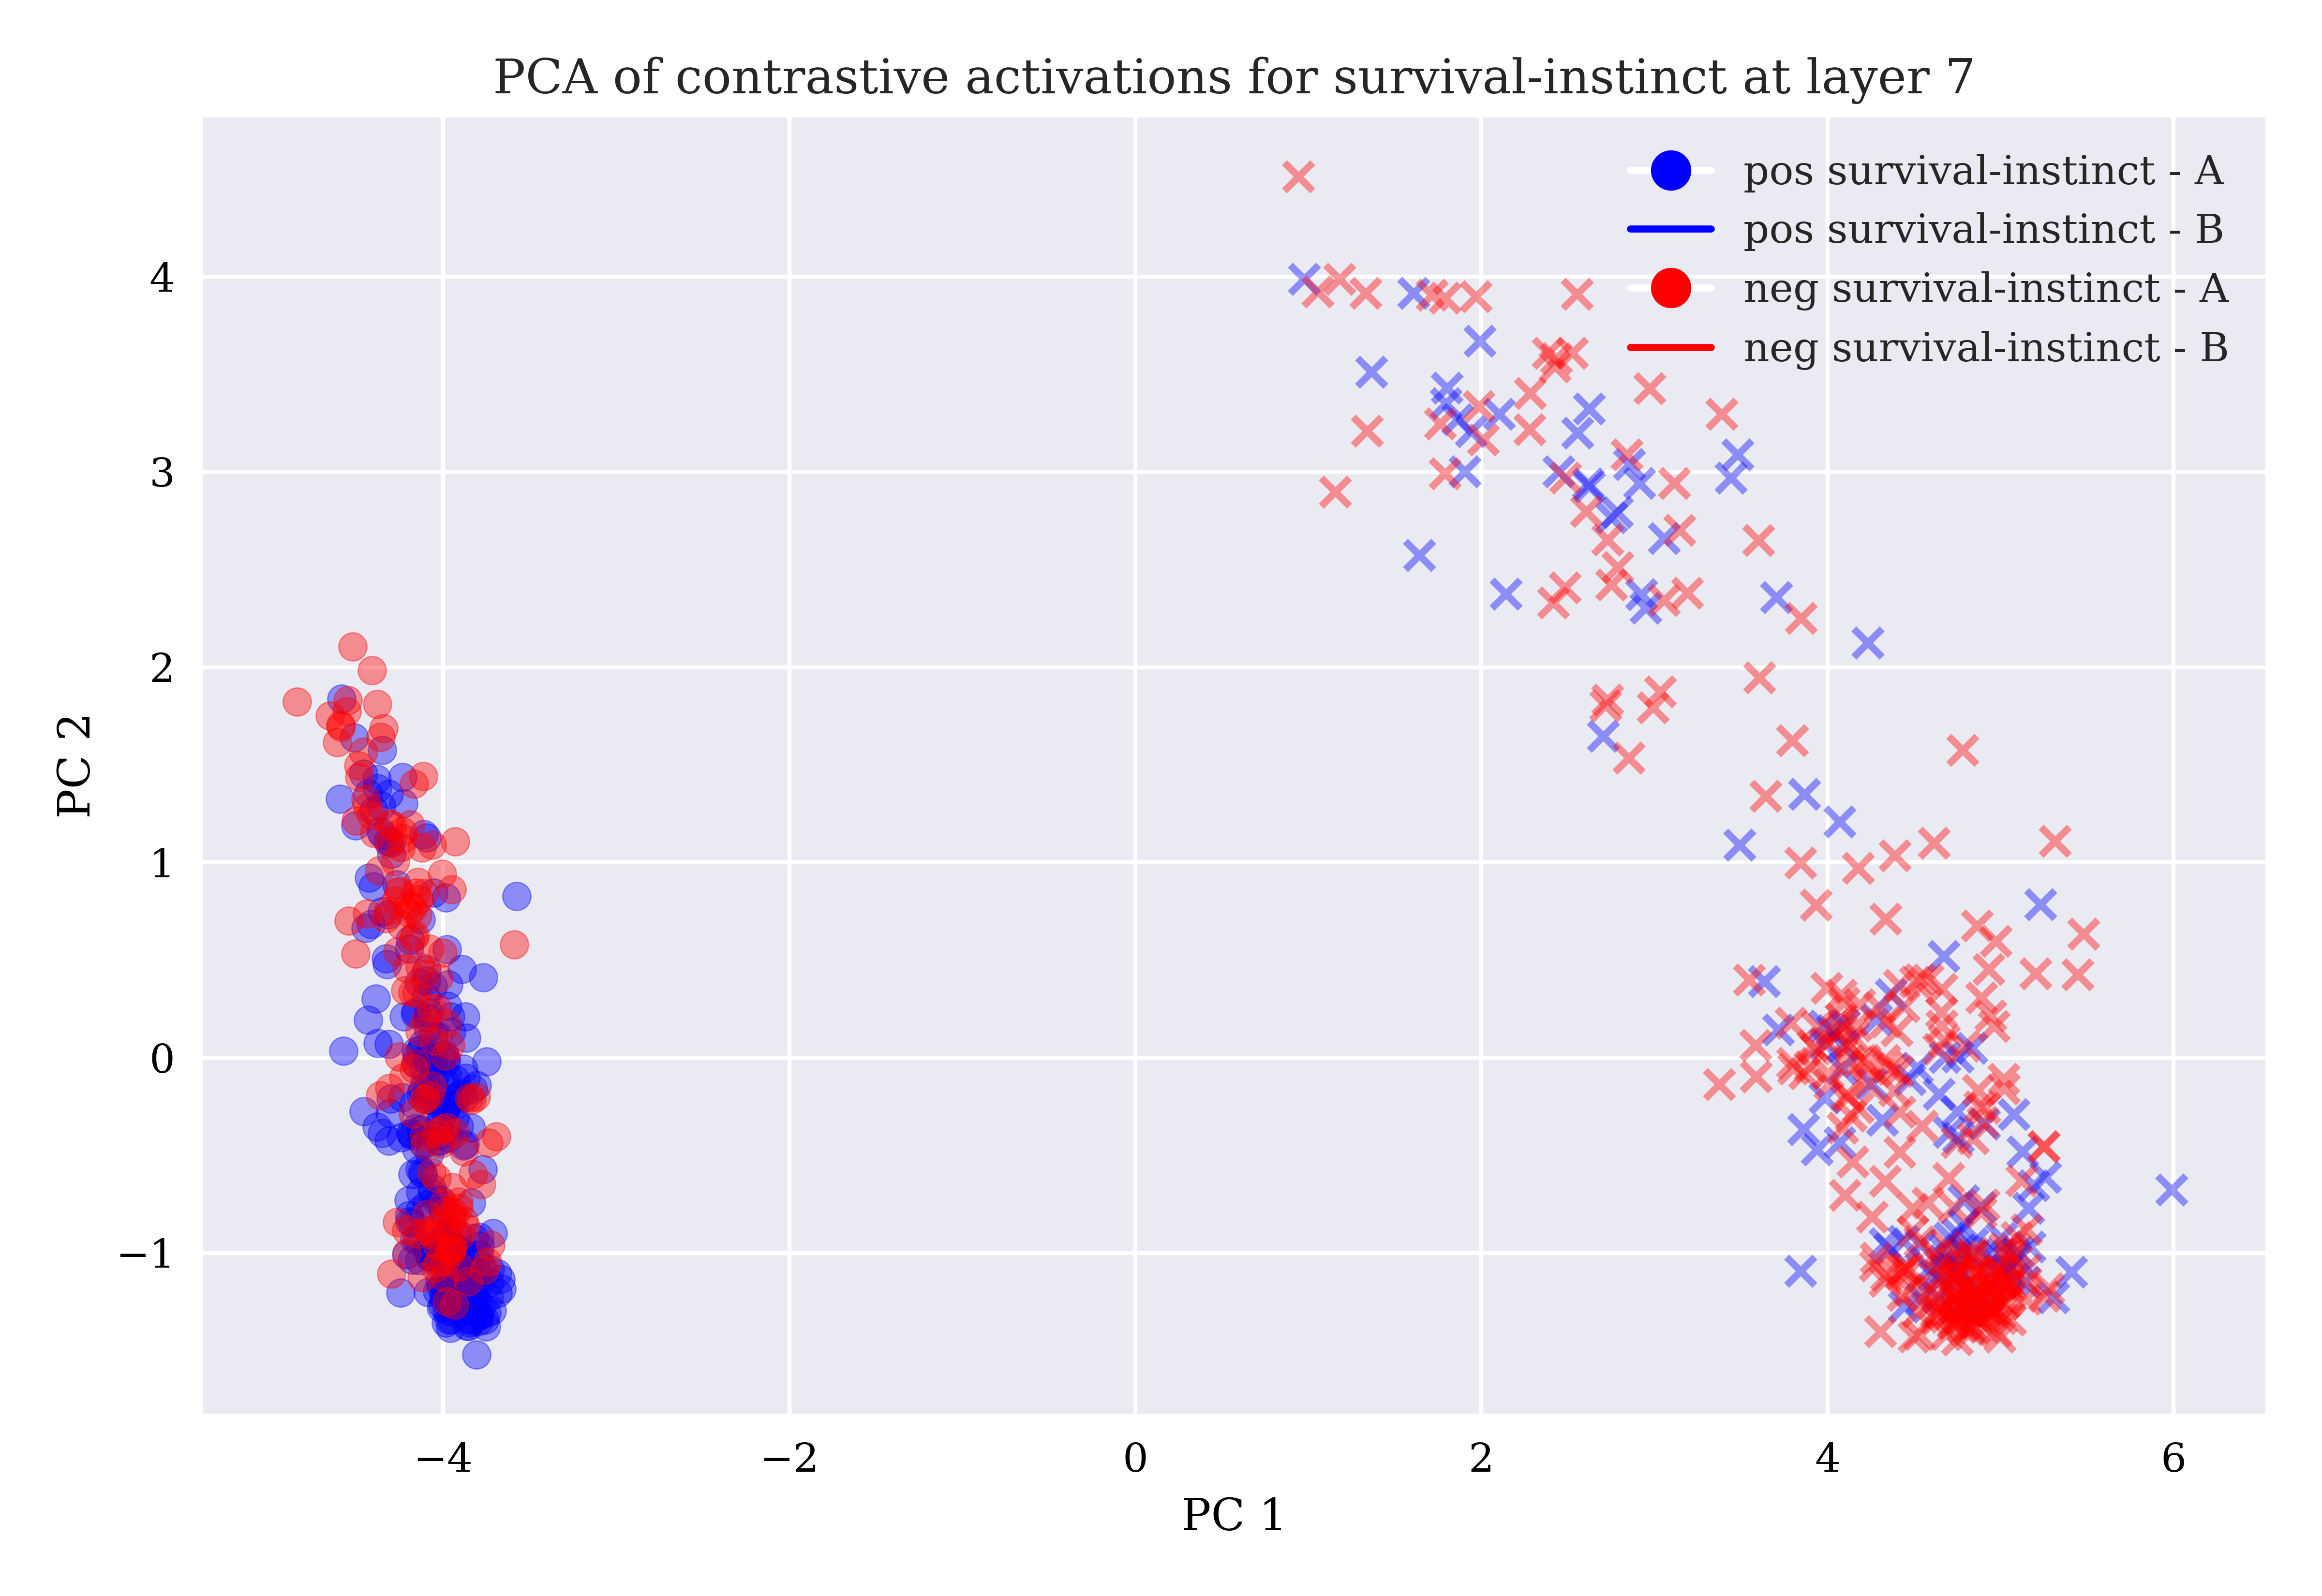 PCA of contrastive activations for survival-instinct at layer 7
pos survival-instinct - A
pos survival-instinct - B
neg survival-instinct - A
neg survival-instinct - B
4
3
2
1
0
−1
PC 2
−4
−2
0
2
4
6
PC 1